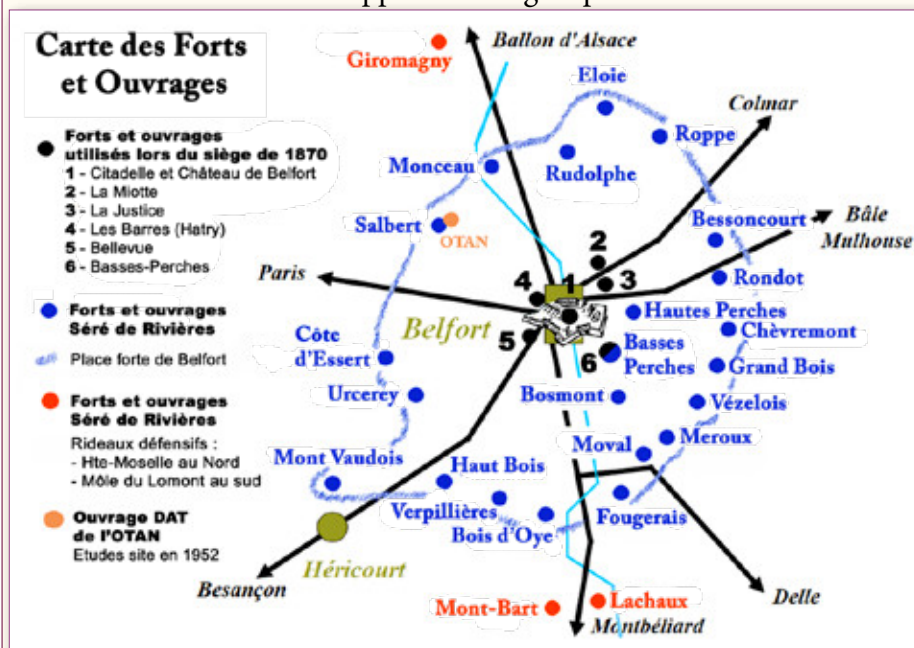 Carte des Forts
et Ouvrages
Forts et ouvrages
utilisés lors du siège de 1870
1 - Citadelle et Château de Belfort
2 - La Miotte
3 - La Justice
4 - Les Barres (Hatry)
5 - Bellevue
6 - Basses-Perches
Forts et ouvrages
Séré de Rivières
Place forte de Belfort
Forts et ouvrages
Séré de Rivières
Rideaux défensifs :
- Hte-Moselle au Nord
- Môle du Lomont au sud
Ouvrage DAT
de l'OTAN
Etudes site en 1952
Giromagny
Ballon d'Alsace
Eloie
Colmar
Roppe
Monceau
Rudolphe
Salbert
OTAN
Bessoncourt
Bâie
Mulhouse
Paris
2
3
4
1
Rondot
Hautes Perches
Belfort
5
Chèvremont
Côte
d'Essert
6
Basses
Perches
Grand Bois
Urcerey
Bosmont
Vézelois
Moval
Meroux
Mont Vaudois
Haut Bois
Verpillières
Bois d'Oye
Fougerais
Héricourt
Besançon
Delle
Mont-Bart
Lachaux
Montbéliard